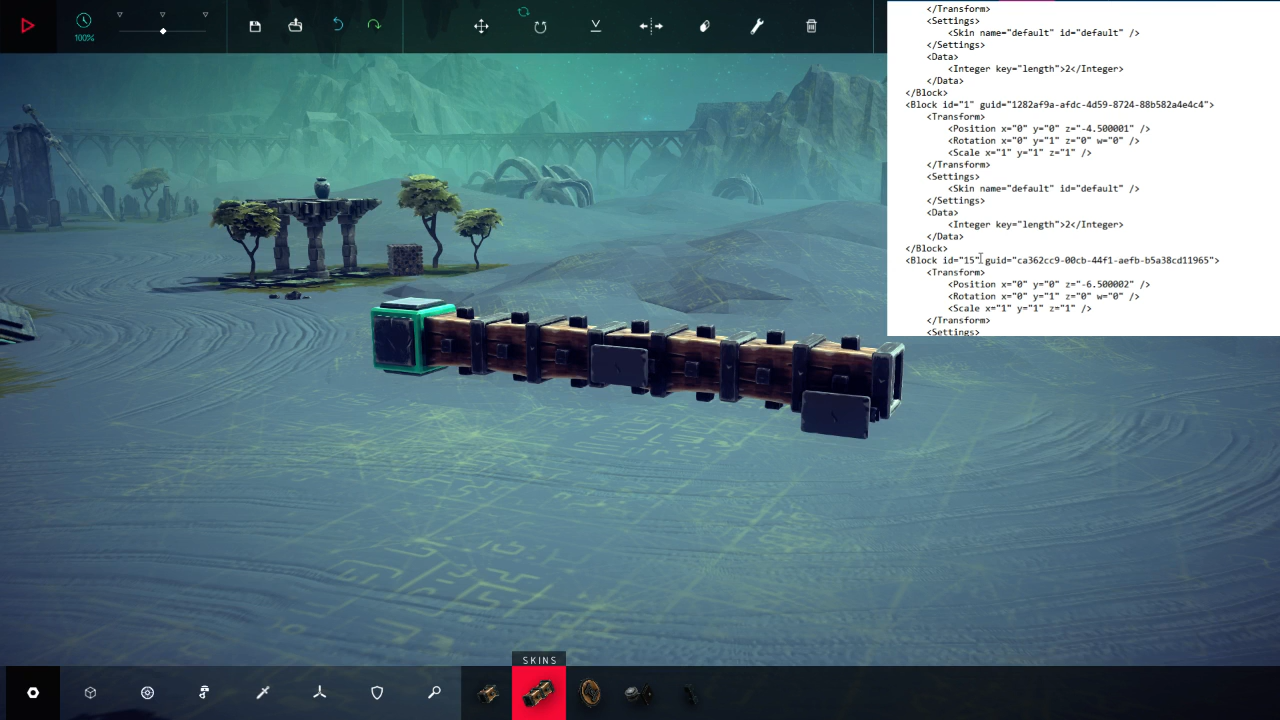 100%
</Transform>
<Settings>
<Skin name="default" id="default" />
</Settings>
<Data>
<Integer key="length">2</Integer>
</Data>
</Block>
<Block id="1" guid="1282af9a-afdc-4d59-8724-88b582a4e4c4">
<Transform>
<Position x="0" y="0" z="-4.500001" />
<Rotation x="0" y="1" z="0" w="0" />
<Scale x="1" y="1" z="1" />
</Transform>
<Settings>
<Skin name="default" id="default" />
</Settings>
<Data>
<Integer key="length">2</Integer>
</Data>
</Block>
<Block id="15" guid="ca362cc9-00cb-44f1-aefb-b5a38cd11965">
<Transform>
<Position x="0" y="0" z="-6.500002" />
<Rotation x="0" y="1" z="0" w="0" />
<Scale x="1" y="1" z="1" />
</Transform>
<Settings>
SKINS